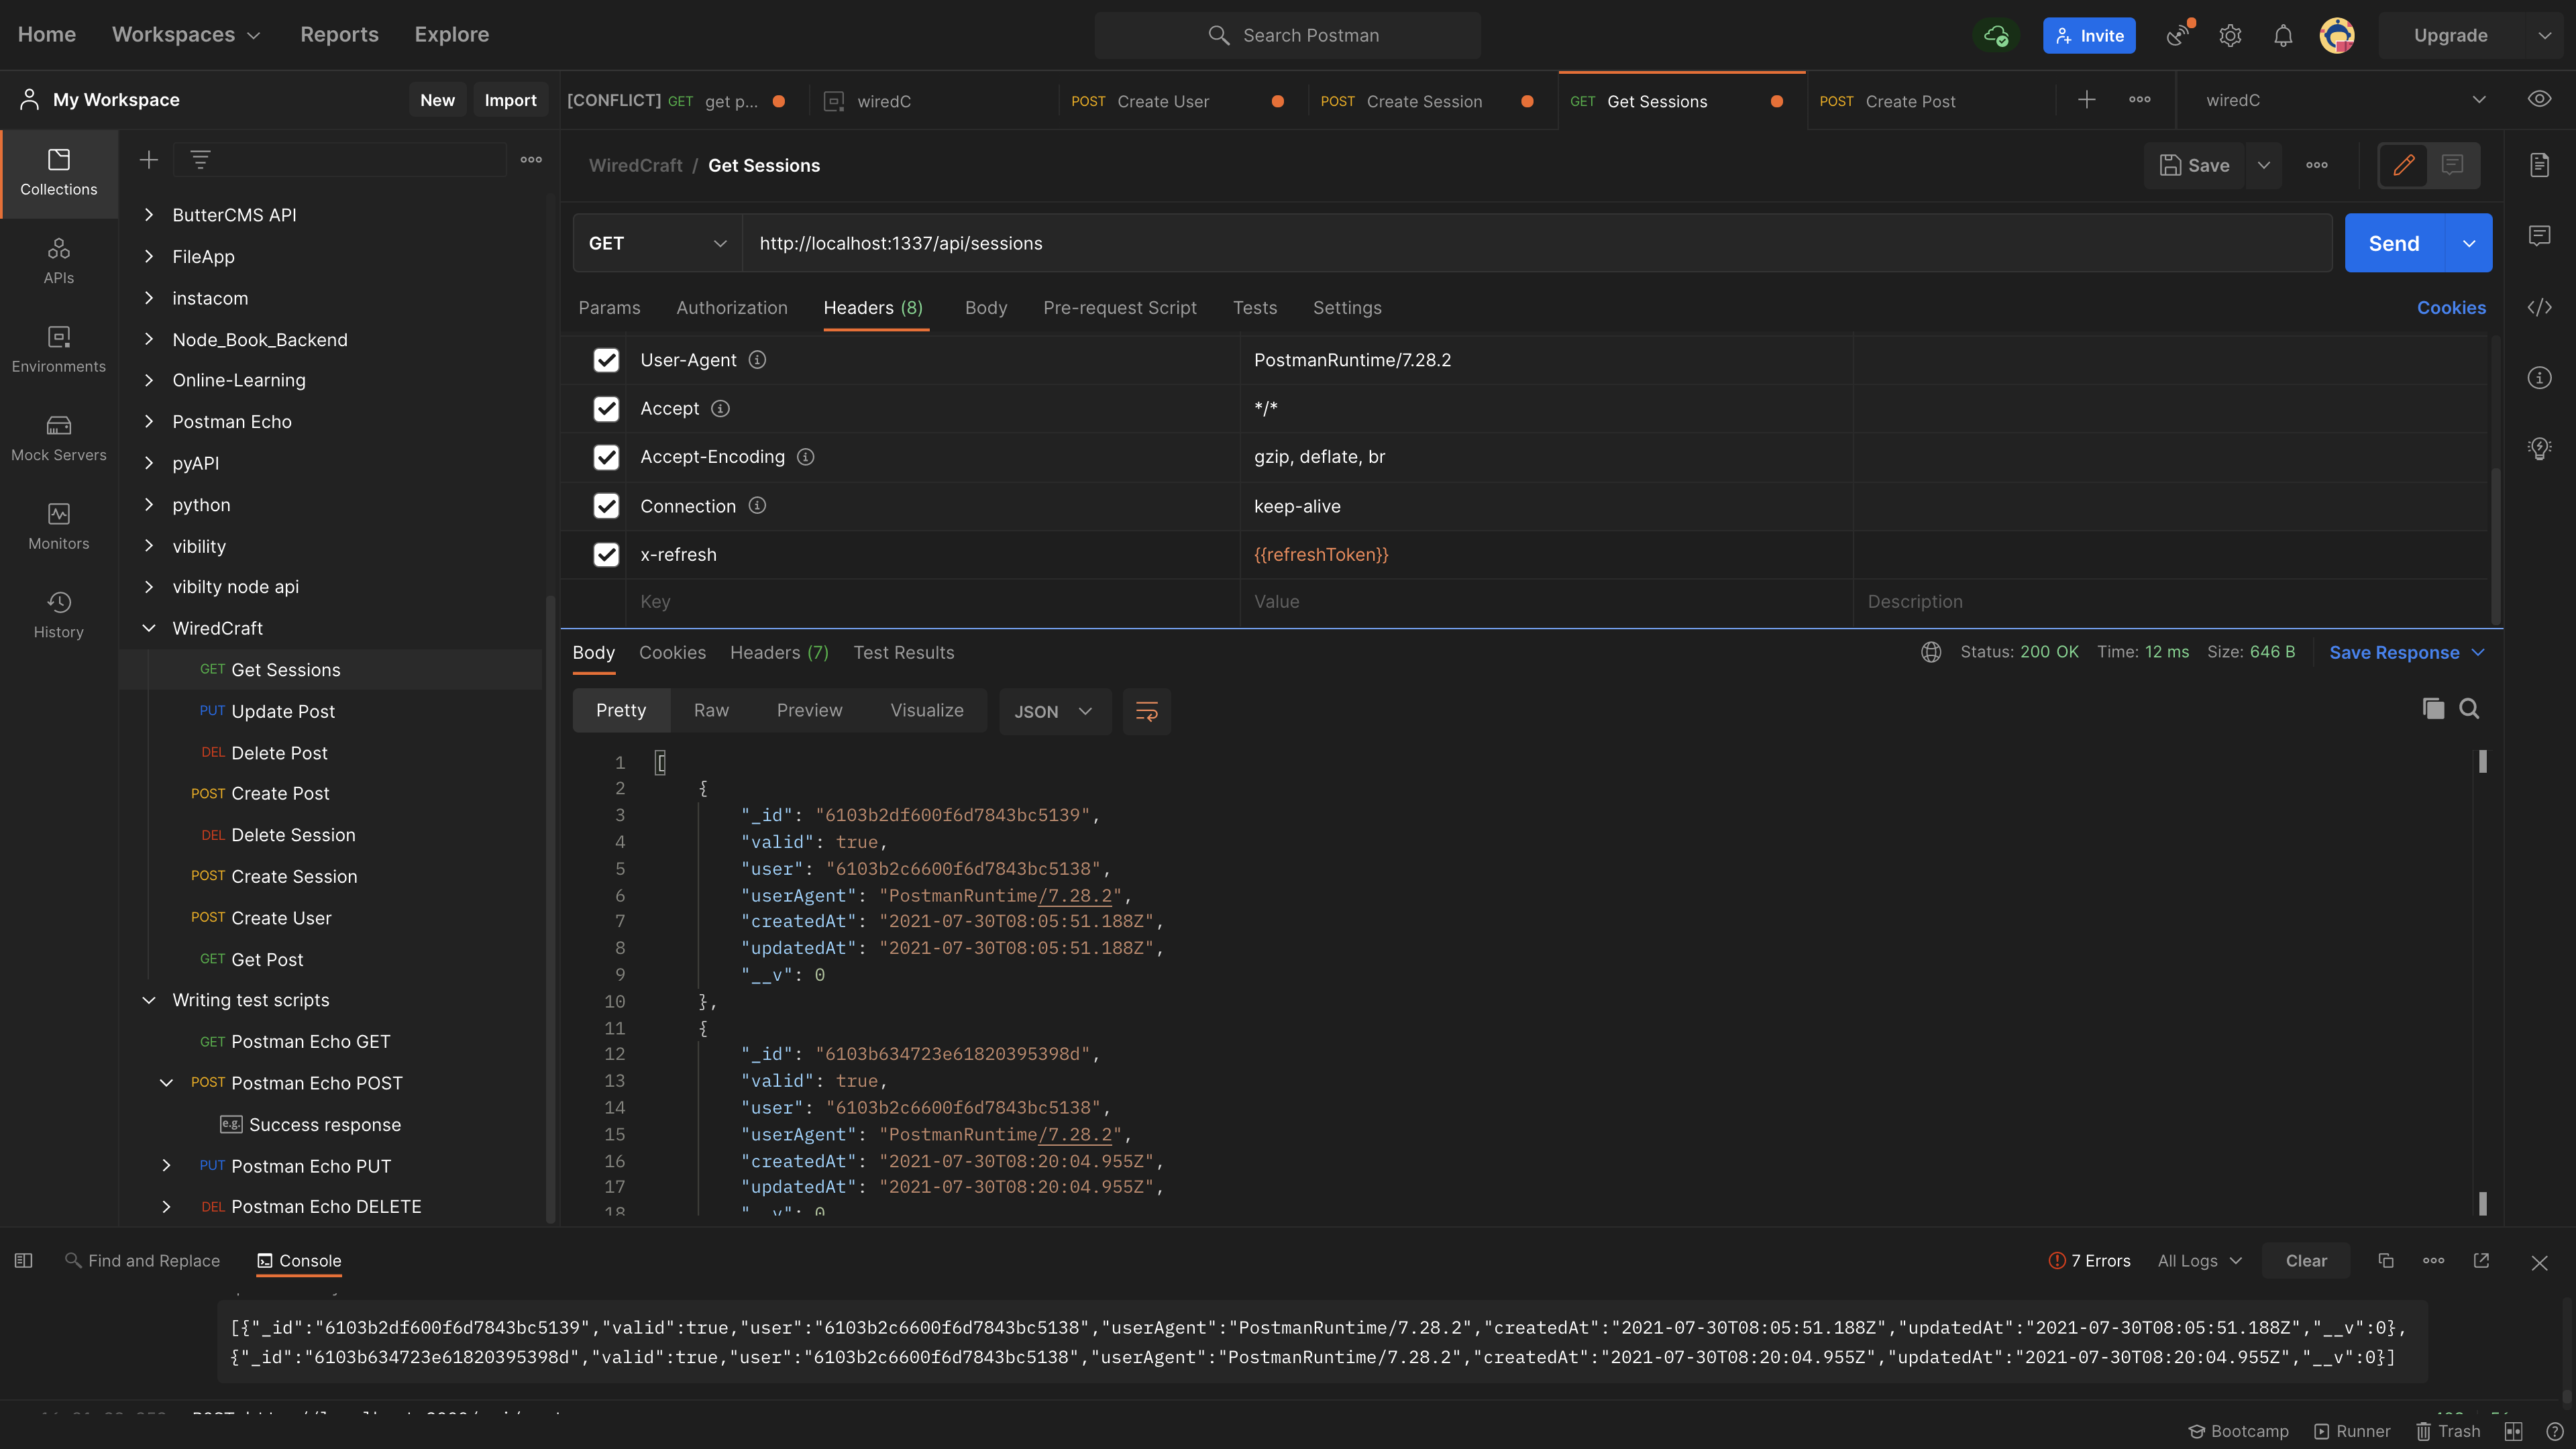 Home Workspaces Reports Explore Search Postman Invite Upgrade
My Workspace New Import [CONFLICT] GET get p... wiredC POST Create User POST Create Session GET Get Sessions POST Create Post wiredC
WiredCraft / Get Sessions Save
GET http://localhost:1337/api/sessions Send
Params Authorization Headers (8) Body Pre-request Script Tests Settings Cookies
User-Agent PostmanRuntime/7.28.2
Accept */*
Accept-Encoding gzip, deflate, br
Connection keep-alive
x-refresh {{refreshToken}}
Key Value Description
Collections
APIs
Environments
Mock Servers
Monitors
History
ButterCMS API
FileApp
instacom
Node_Book_Backend
Online-Learning
Postman Echo
pyAPI
python
vibility
vibilty node api
WiredCraft
GET Get Sessions
PUT Update Post
DEL Delete Post
POST Create Post
DEL Delete Session
POST Create Session
POST Create User
GET Get Post
Writing test scripts
GET Postman Echo GET
POST Postman Echo POST
e.g. Success response
PUT Postman Echo PUT
DEL Postman Echo DELETE
Body Cookies Headers (7) Test Results Status: 200 OK Time: 12 ms Size: 646 B Save Response
Pretty Raw Preview Visualize JSON
1 [
2 {
3 "_id": "6103b2df600f6d7843bc5139",
4 "valid": true,
5 "user": "6103b2c6600f6d7843bc5138",
6 "userAgent": "PostmanRuntime/7.28.2",
7 "createdAt": "2021-07-30T08:05:51.188Z",
8 "updatedAt": "2021-07-30T08:05:51.188Z",
9 "__v": 0
10 },
11 {
12 "_id": "6103b634723e61820395398d",
13 "valid": true,
14 "user": "6103b2c6600f6d7843bc5138",
15 "userAgent": "PostmanRuntime/7.28.2",
16 "createdAt": "2021-07-30T08:20:04.955Z",
17 "updatedAt": "2021-07-30T08:20:04.955Z",
18 "__v": 0
Find and Replace Console 7 Errors All Logs Clear
[{"_id":"6103b2df600f6d7843bc5139","valid":true,"user":"6103b2c6600f6d7843bc5138","userAgent":"PostmanRuntime/7.28.2","createdAt":"2021-07-30T08:05:51.188Z","updatedAt":"2021-07-30T08:05:51.188Z","__v":0},
{"_id":"6103b634723e61820395398d","valid":true,"user":"6103b2c6600f6d7843bc5138","userAgent":"PostmanRuntime/7.28.2","createdAt":"2021-07-30T08:20:04.955Z","updatedAt":"2021-07-30T08:20:04.955Z","__v":0}]
Bootcamp Runner Trash